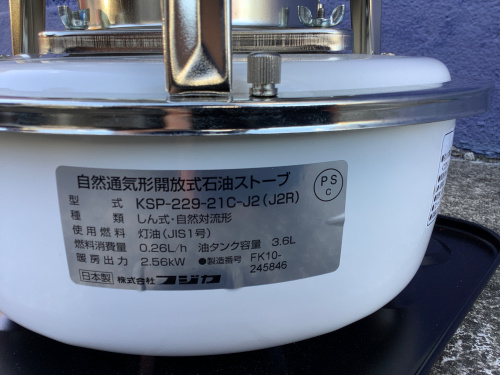 自然通気形開放式石油ストーブ
PS
C
型 式 KSP-229-21C-J2(J2R)
種 類 しん式・自然対流形
使用燃料 灯油(JIS1号)
燃料消費量 0.26L/h 油タンク容量 3.6L
暖房出力 2.56kW ●製造番号 FK10-
245846
日本製 株式会社 フジカ